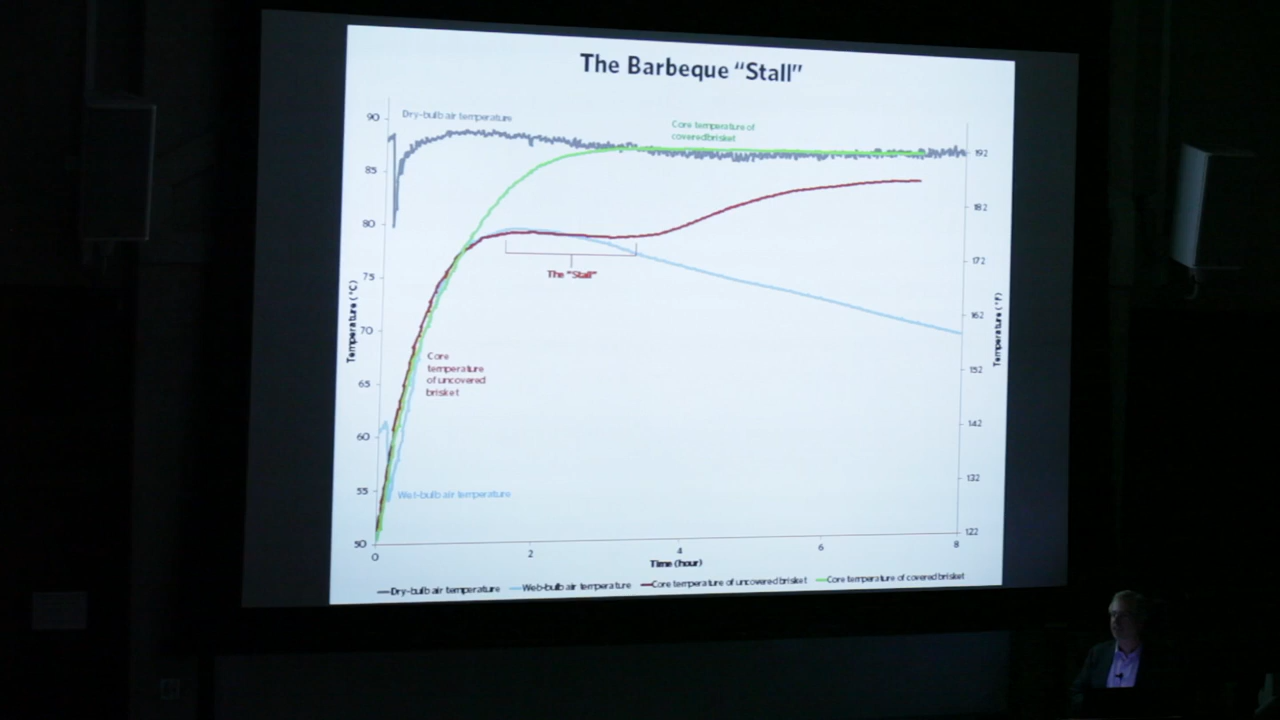 The Barbeque “Stall”
Dry-bulb air temperature
Core temperature of
covered brisket
90
85
80
75
70
65
60
55
50
192
182
172
162
152
142
132
122
Temperature (°C)
Temperature (°F)
The “Stall”
Core
temperature
of uncovered
brisket
Wet-bulb air temperature
0
2
4
6
8
Time (hour)
Dry-bulb air temperature
Web-bulb air temperature
Core temperature of uncovered brisket
Core temperature of covered brisket